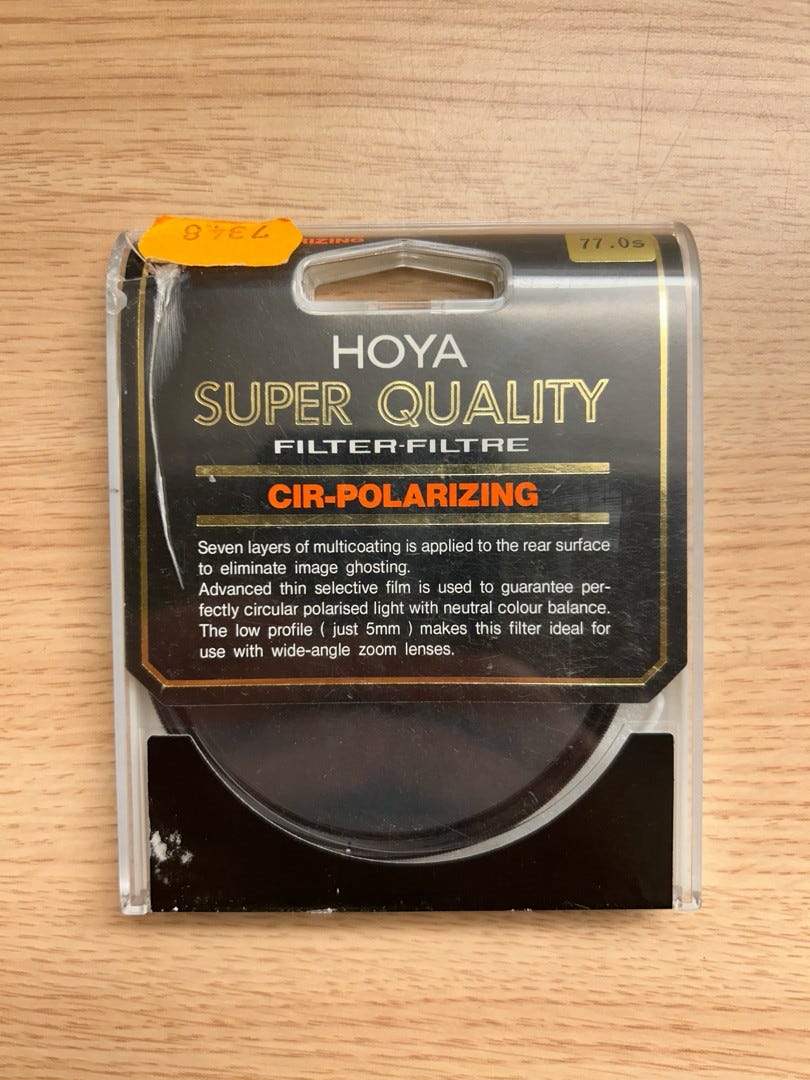 7348
RIZING
77.0s
HOYA
SUPER QUALITY
FILTER-FILTRE
CIR-POLARIZING
Seven layers of multicoating is applied to the rear surface
to eliminate image ghosting.
Advanced thin selective film is used to guarantee per-
fectly circular polarised light with neutral colour balance.
The low profile ( just 5mm ) makes this filter ideal for
use with wide-angle zoom lenses.